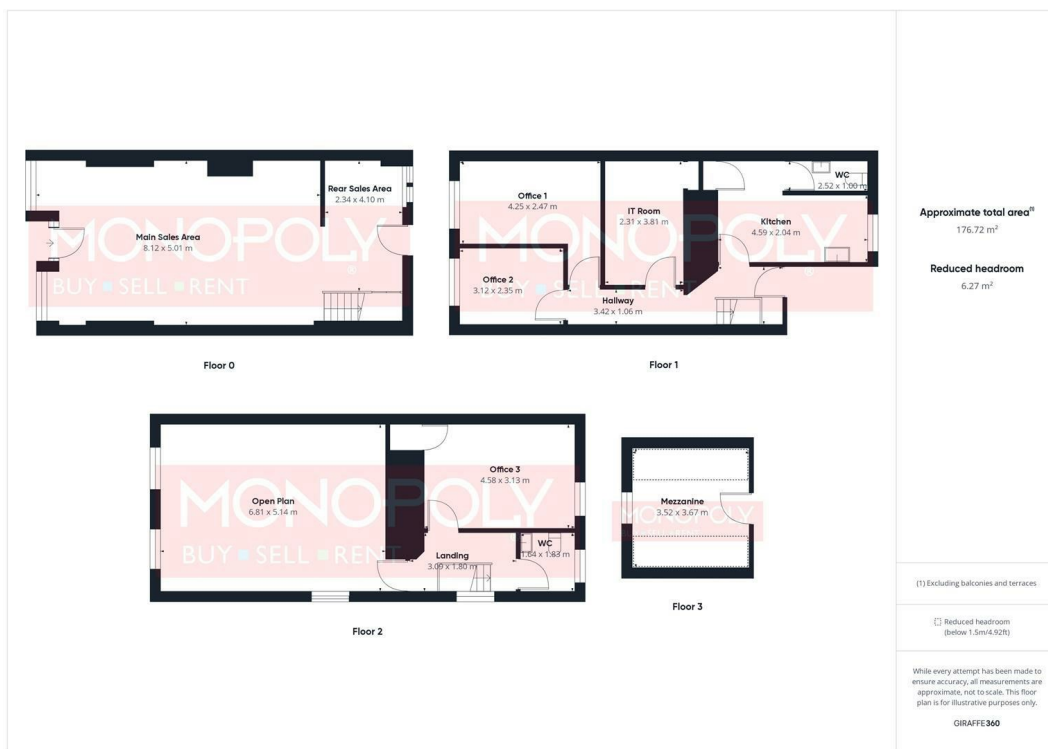 Main Sales Area
8.12 x 5.01 m
Rear Sales Area
2.34 x 4.10 m
MONOPOLY
BUY SELL RENT
Floor 0
Office 1
4.25 x 2.47 m
IT Room
2.31 x 3.81 m
WC
2.52 x 1.00 m
Kitchen
4.59 x 2.04 m
Office 2
3.12 x 2.35 m
Hallway
3.42 x 1.06 m
MONOPOLY
BUY SELL RENT
Floor 1
Open Plan
6.81 x 5.14 m
Office 3
4.58 x 3.13 m
Landing
3.09 x 1.80 m
WC
1.64 x 1.83 m
MONOPOLY
BUY SELL RENT
Floor 2
Mezzanine
3.52 x 3.67 m
MONOPOLY
Floor 3
Approximate total area(1)
176.72 m²
Reduced headroom
6.27 m²
(1) Excluding balconies and terraces
Reduced headroom
(below 1.5m/4.92ft)
While every attempt has been made to
ensure accuracy, all measurements are
approximate, not to scale. This floor
plan is for illustrative purposes only.
GIRAFFE360